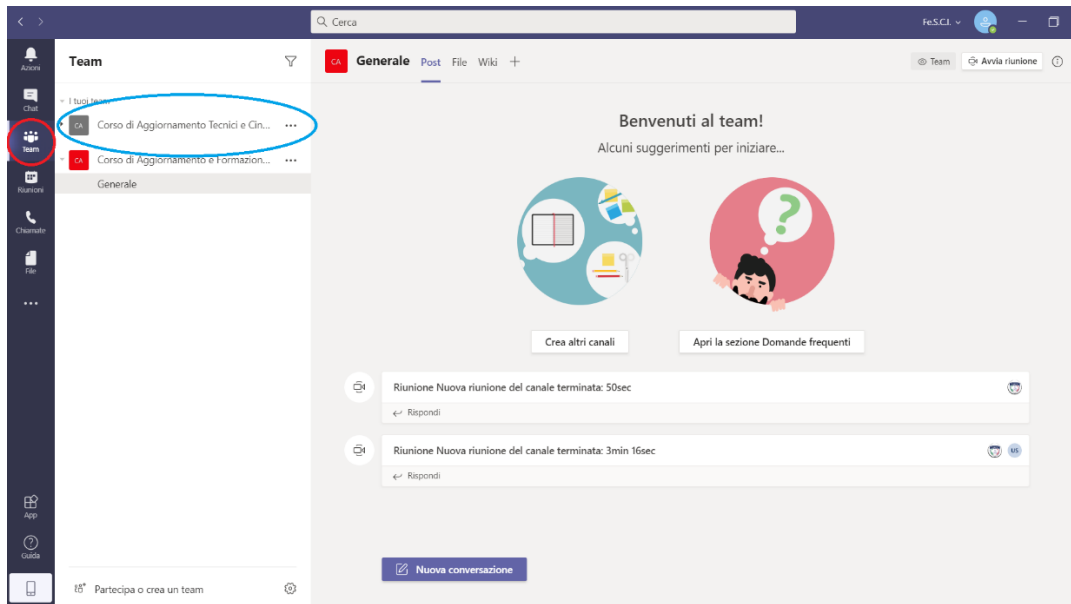 Cerca
Fe.S.C.I.
Azioni
Chat
Team
Riunioni
Chiamate
File
App
Guida
Team
I tuoi team
CA Corso di Aggiornamento Tecnici e Cin...
CA Corso di Aggiornamento e Formazion...
Generale
Partecipa o crea un team
CA Generale Post File Wiki
Team Avvia riunione
Benvenuti al team!
Alcuni suggerimenti per iniziare...
Crea altri canali Apri la sezione Domande frequenti
Riunione Nuova riunione del canale terminata: 50sec
Rispondi
Riunione Nuova riunione del canale terminata: 3min 16sec
US
Rispondi
Nuova conversazione